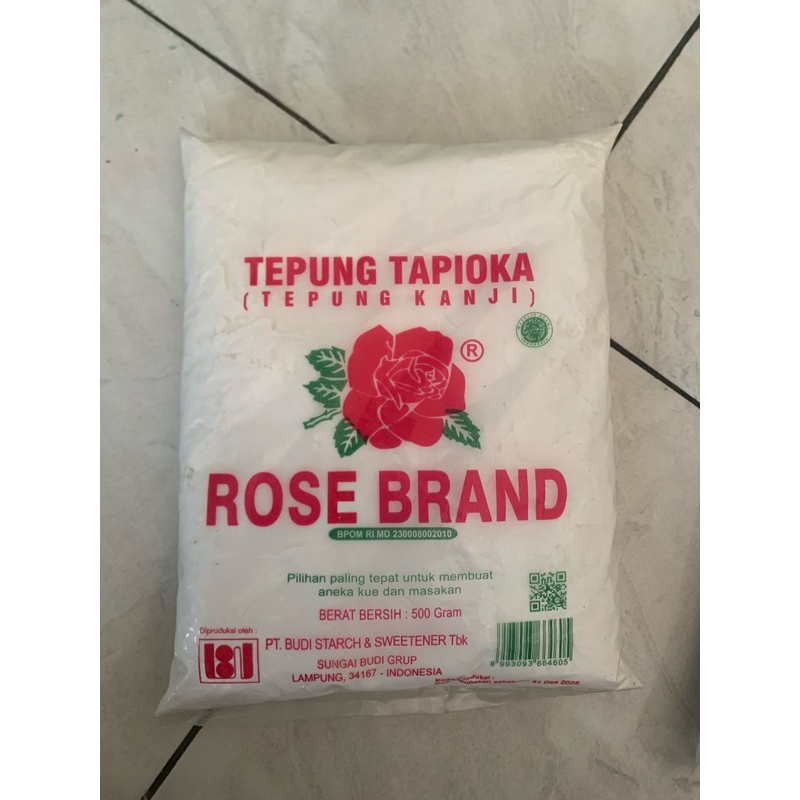 TEPUNG TAPIOKA
(TEPUNG KANJI)
®
ROSE BRAND
BPOM RI MD 230008002010
Pilihan paling tepat untuk membuat
aneka kue dan masakan
BERAT BERSIH : 500 Gram
Diproduksi oleh :
PT. BUDI STARCH & SWEETENER Tbk
SUNGAI BUDI GRUP
LAMPUNG, 34167 - INDONESIA
8 993093 664605